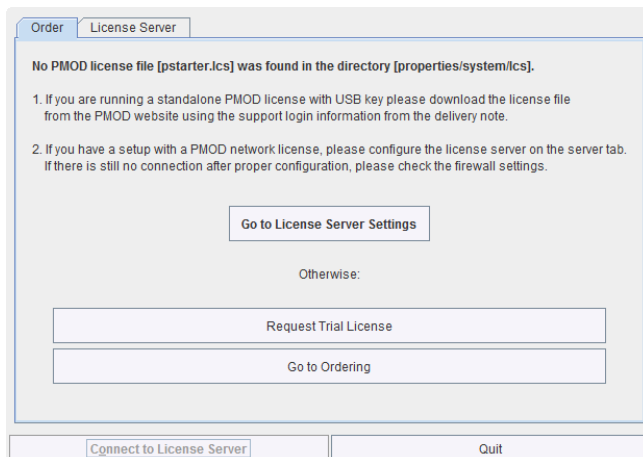 Order
License Server
No PMOD license file [pstarter.lcs] was found in the directory [properties/system/lcs].
1. If you are running a standalone PMOD license with USB key please download the license file
from the PMOD website using the support login information from the delivery note.
2. If you have a setup with a PMOD network license, please configure the license server on the server tab.
If there is still no connection after proper configuration, please check the firewall settings.
Go to License Server Settings
Otherwise:
Request Trial License
Go to Ordering
Connect to License Server
Quit